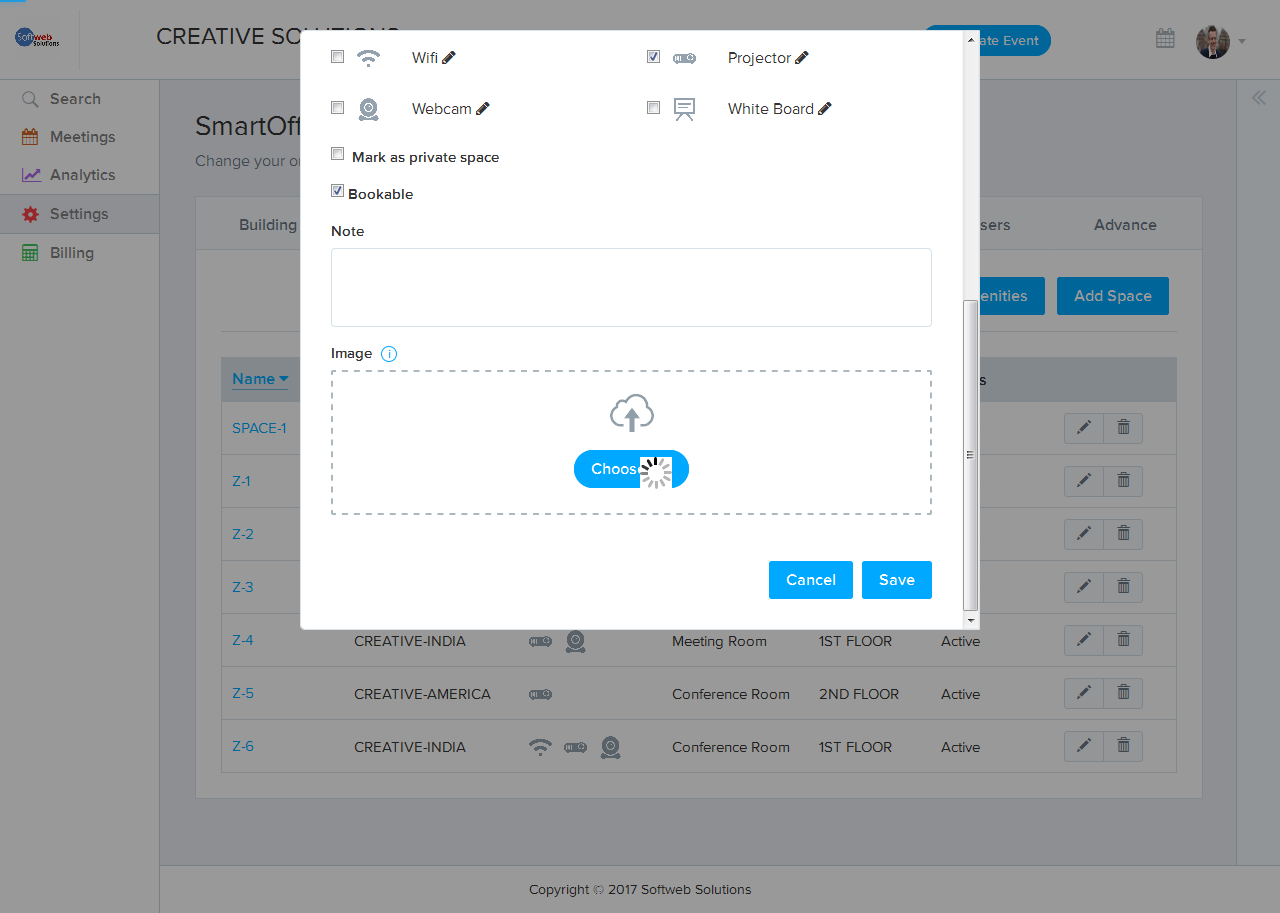 Softweb
Solutions
CREATIVE SOLUTIONS
ate Event
Search
Meetings
Analytics
Settings
Billing
SmartOff
Change your o
Wifi
Projector
Webcam
White Board
Mark as private space
Bookable
Note
Image
Choose
Cancel
Save
Building
sers
Advance
enities
Add Space
Name
s
SPACE-1
Z-1
Z-2
Z-3
Z-4 CREATIVE-INDIA Meeting Room 1ST FLOOR Active
Z-5 CREATIVE-AMERICA Conference Room 2ND FLOOR Active
Z-6 CREATIVE-INDIA Conference Room 1ST FLOOR Active
Copyright © 2017 Softweb Solutions